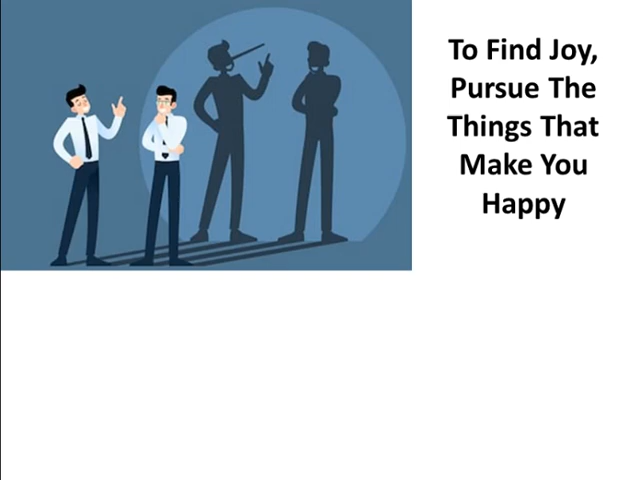 To Find Joy,
Pursue The
Things That
Make You
Happy